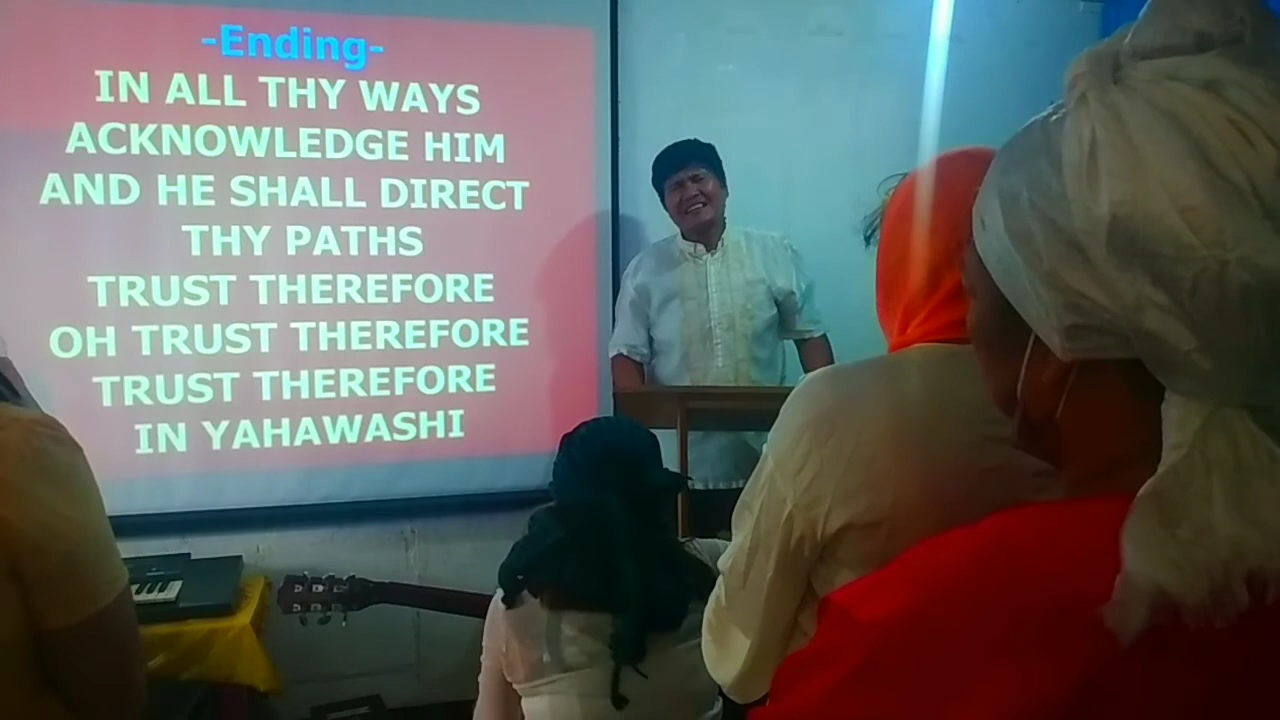 -Ending-
IN ALL THY WAYS
ACKNOWLEDGE HIM
AND HE SHALL DIRECT
THY PATHS
TRUST THEREFORE
OH TRUST THEREFORE
TRUST THEREFORE
IN YAHAWASHI